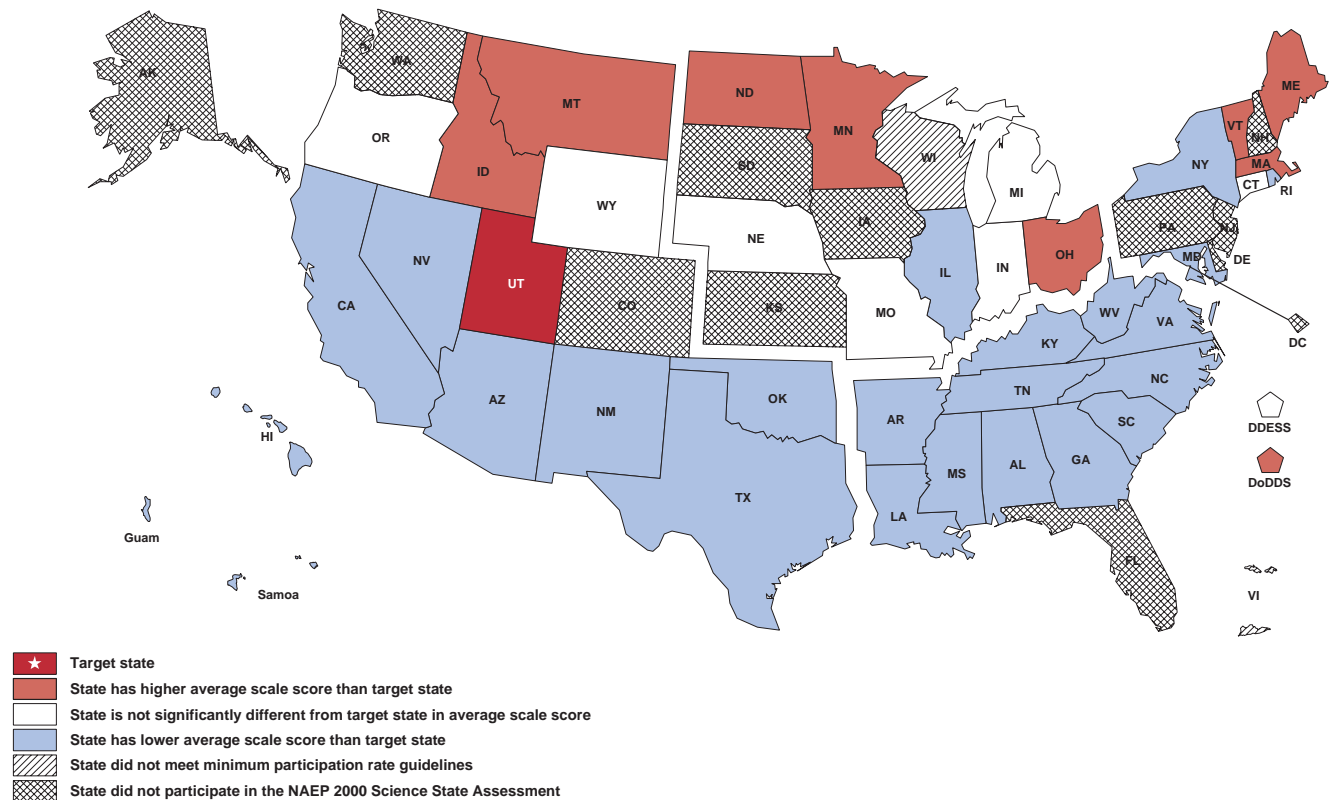 AK
WA
MT
ND
MN
ME
VT
NH
OR
ID
SD
WI
NY
MA
CT
RI
MI
WY
IA
PA
NJ
NE
DE
MD
OH
IN
IL
NV
UT
CO
KS
MO
WV
VA
DC
CA
KY
NC
TN
AZ
NM
OK
AR
SC
DDESS
HI
MS
AL
GA
DoDDS
TX
LA
Guam
FL
Samoa
VI
Target state
State has higher average scale score than target state
State is not significantly different from target state in average scale score
State has lower average scale score than target state
State did not meet minimum participation rate guidelines
State did not participate in the NAEP 2000 Science State Assessment